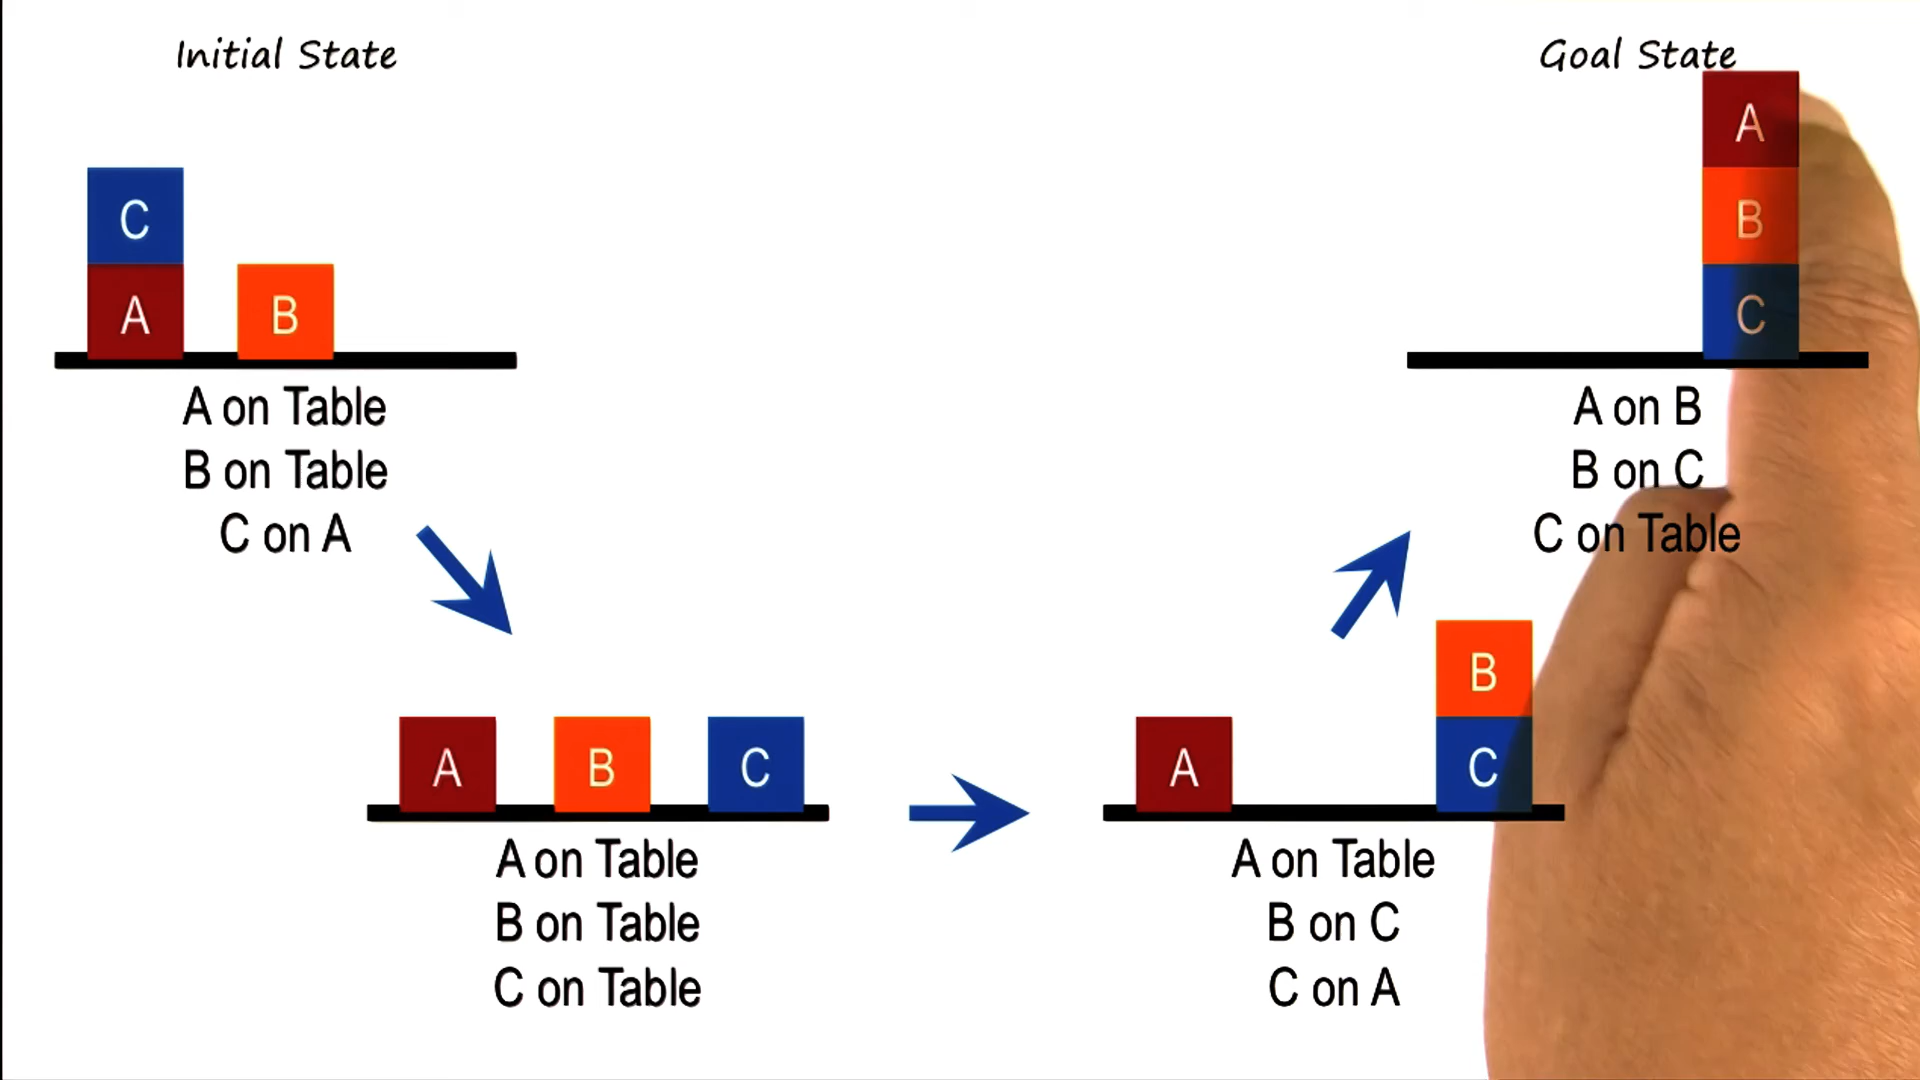 Initial State
C
A
B
A on Table
B on Table
C on A
A
B
C
A on Table
B on Table
C on Table
A
B
C
A on Table
B on C
C on A
Goal State
A
B
C
A on B
B on C
C on Table